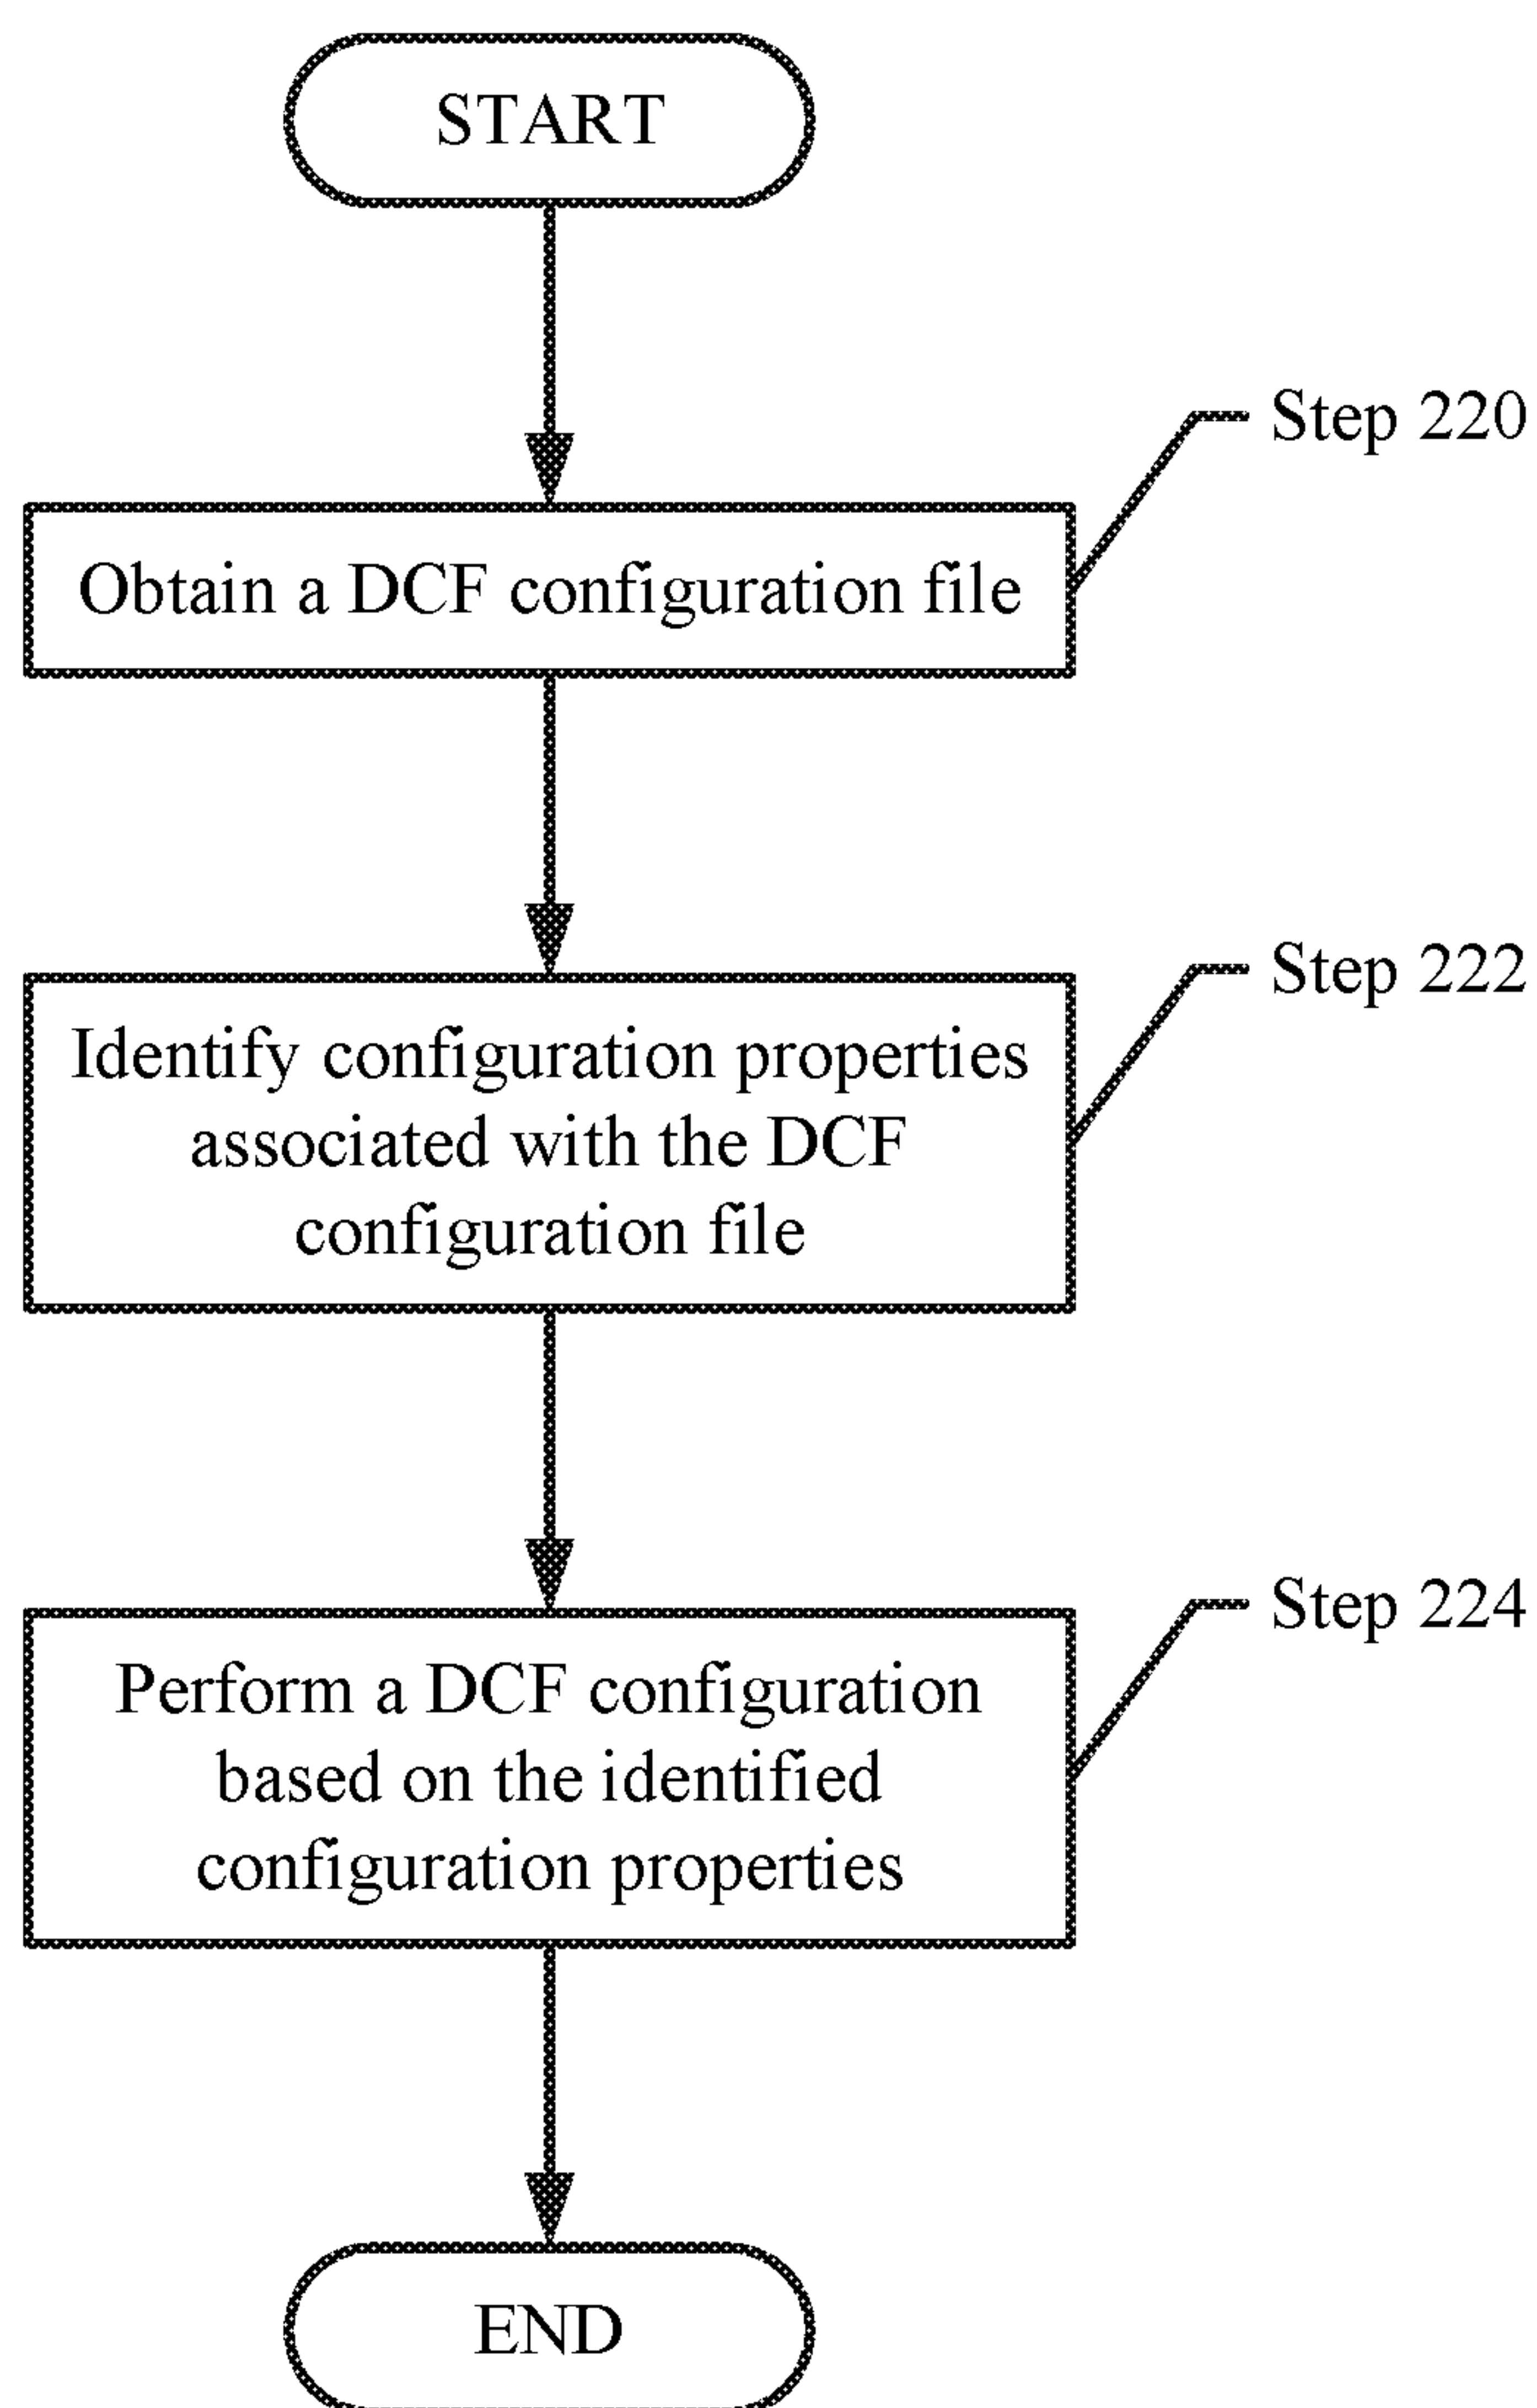 START
Step 220
Obtain a DCF configuration file
Step 222
Identify configuration properties
associated with the DCF
configuration file
Step 224
Perform a DCF configuration
based on the identified
configuration properties
END